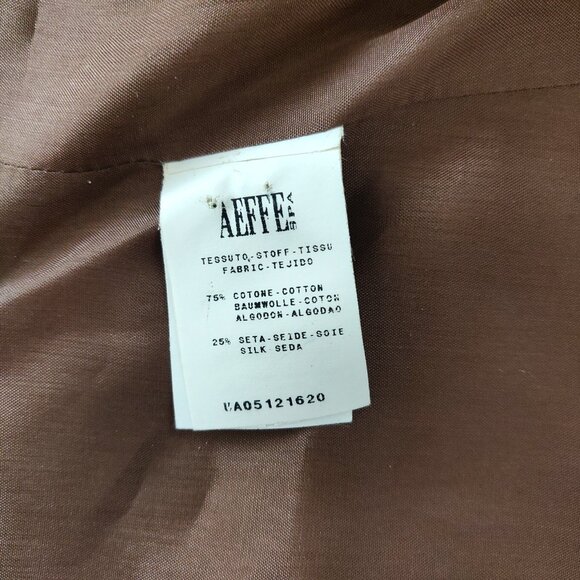 AEFFE SPA
TESSUTO-STOFF-TISSU
FABRIC-TEJIDO
75% COTONE-COTTON
BAUMWOLLE-COTON
ALGODON-ALGODAO
25% SETA-SEIDE-SOIE
SILK SEDA
UA05121620